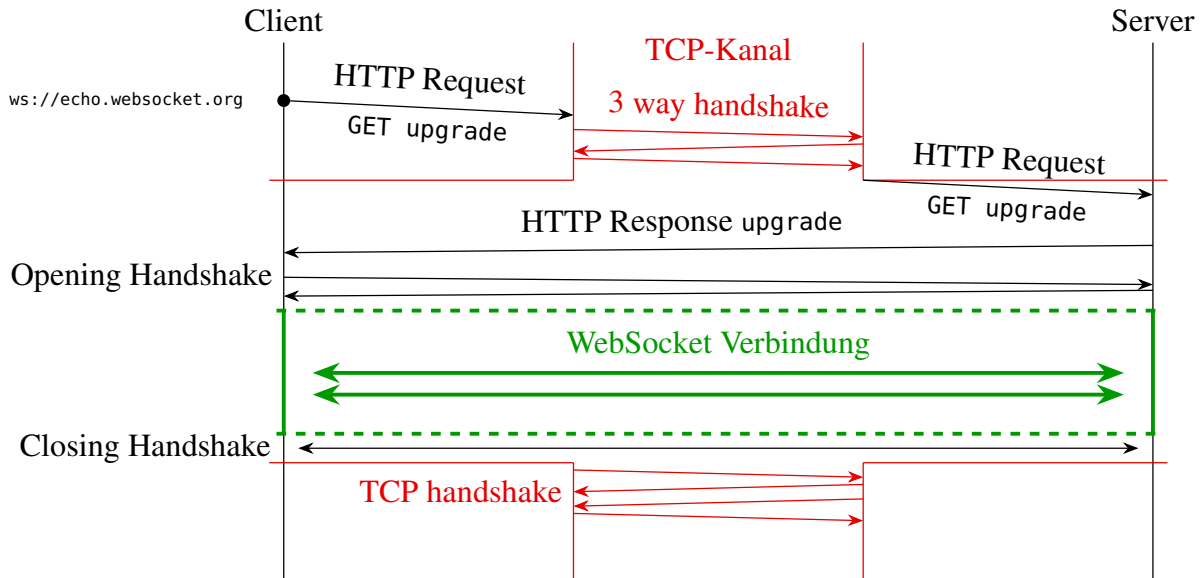 Client
Server
TCP-Kanal
HTTP Request
ws://echo.websocket.org
3 way handshake
GET upgrade
HTTP Request
GET upgrade
HTTP Response upgrade
Opening Handshake
WebSocket Verbindung
Closing Handshake
TCP handshake